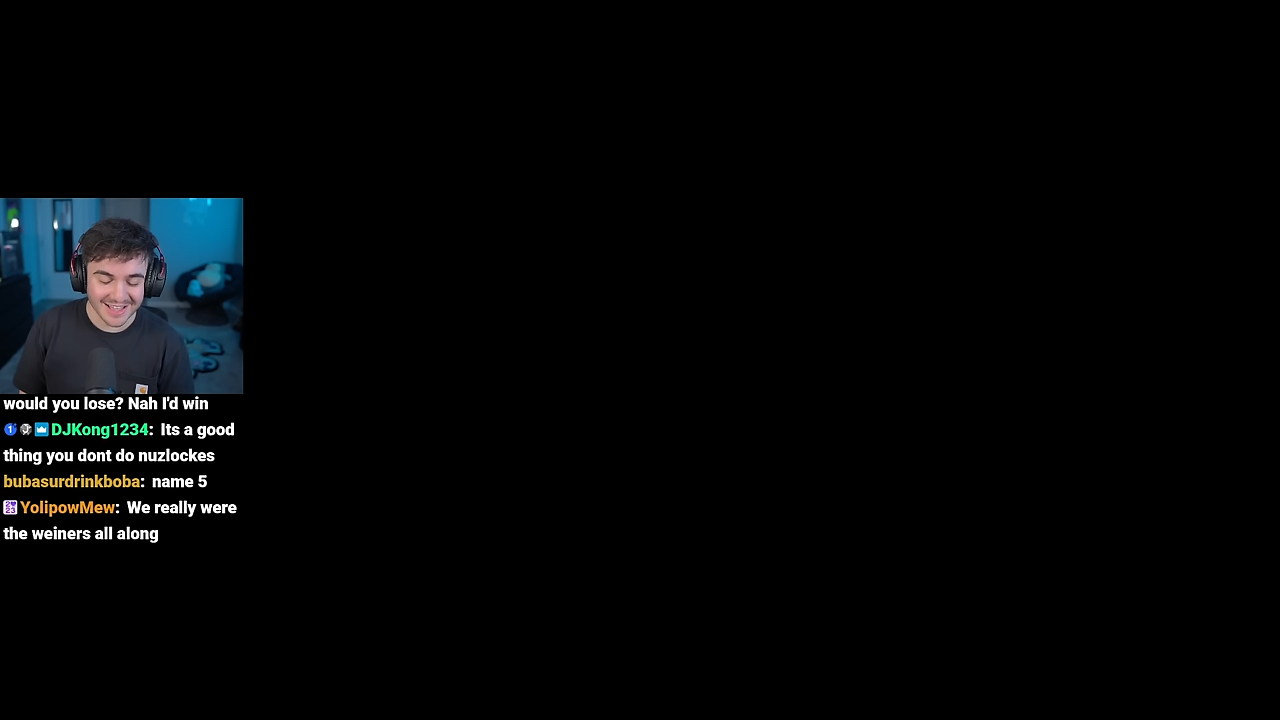 would you lose? Nah I'd win
DJKong1234: Its a good
thing you dont do nuzlockes
bubasurdrinkboba: name 5
YolipowMew: We really were
the weiners all along